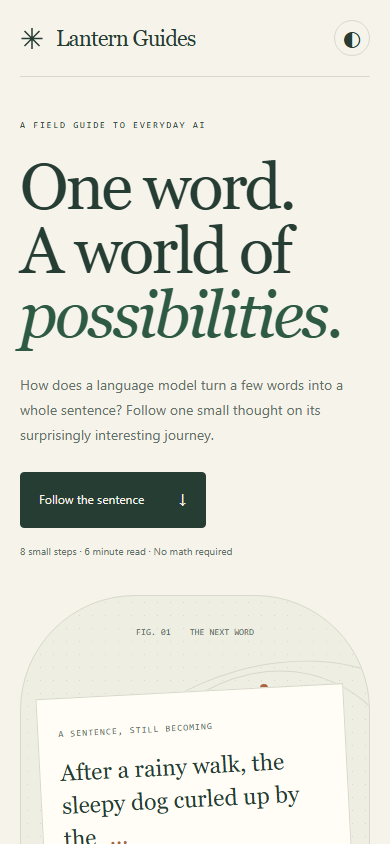 Lantern Guides
A FIELD GUIDE TO EVERYDAY AI
One word.
A world of
possibilities.
How does a language model turn a few words into a
whole sentence? Follow one small thought on its
surprisingly interesting journey.
Follow the sentence ↓
8 small steps · 6 minute read · No math required
FIG. 01 THE NEXT WORD
A SENTENCE, STILL BECOMING
After a rainy walk, the
sleepy dog curled up by
the ...